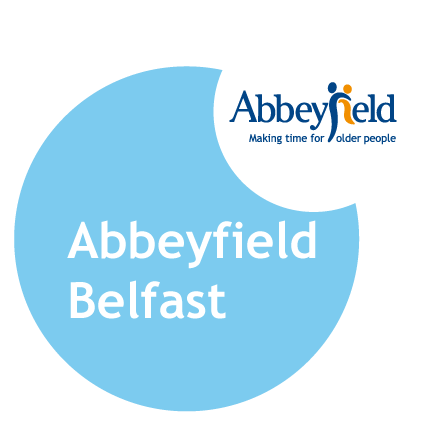 Abbeyfield
Making time for older people
Abbeyfield
Belfast